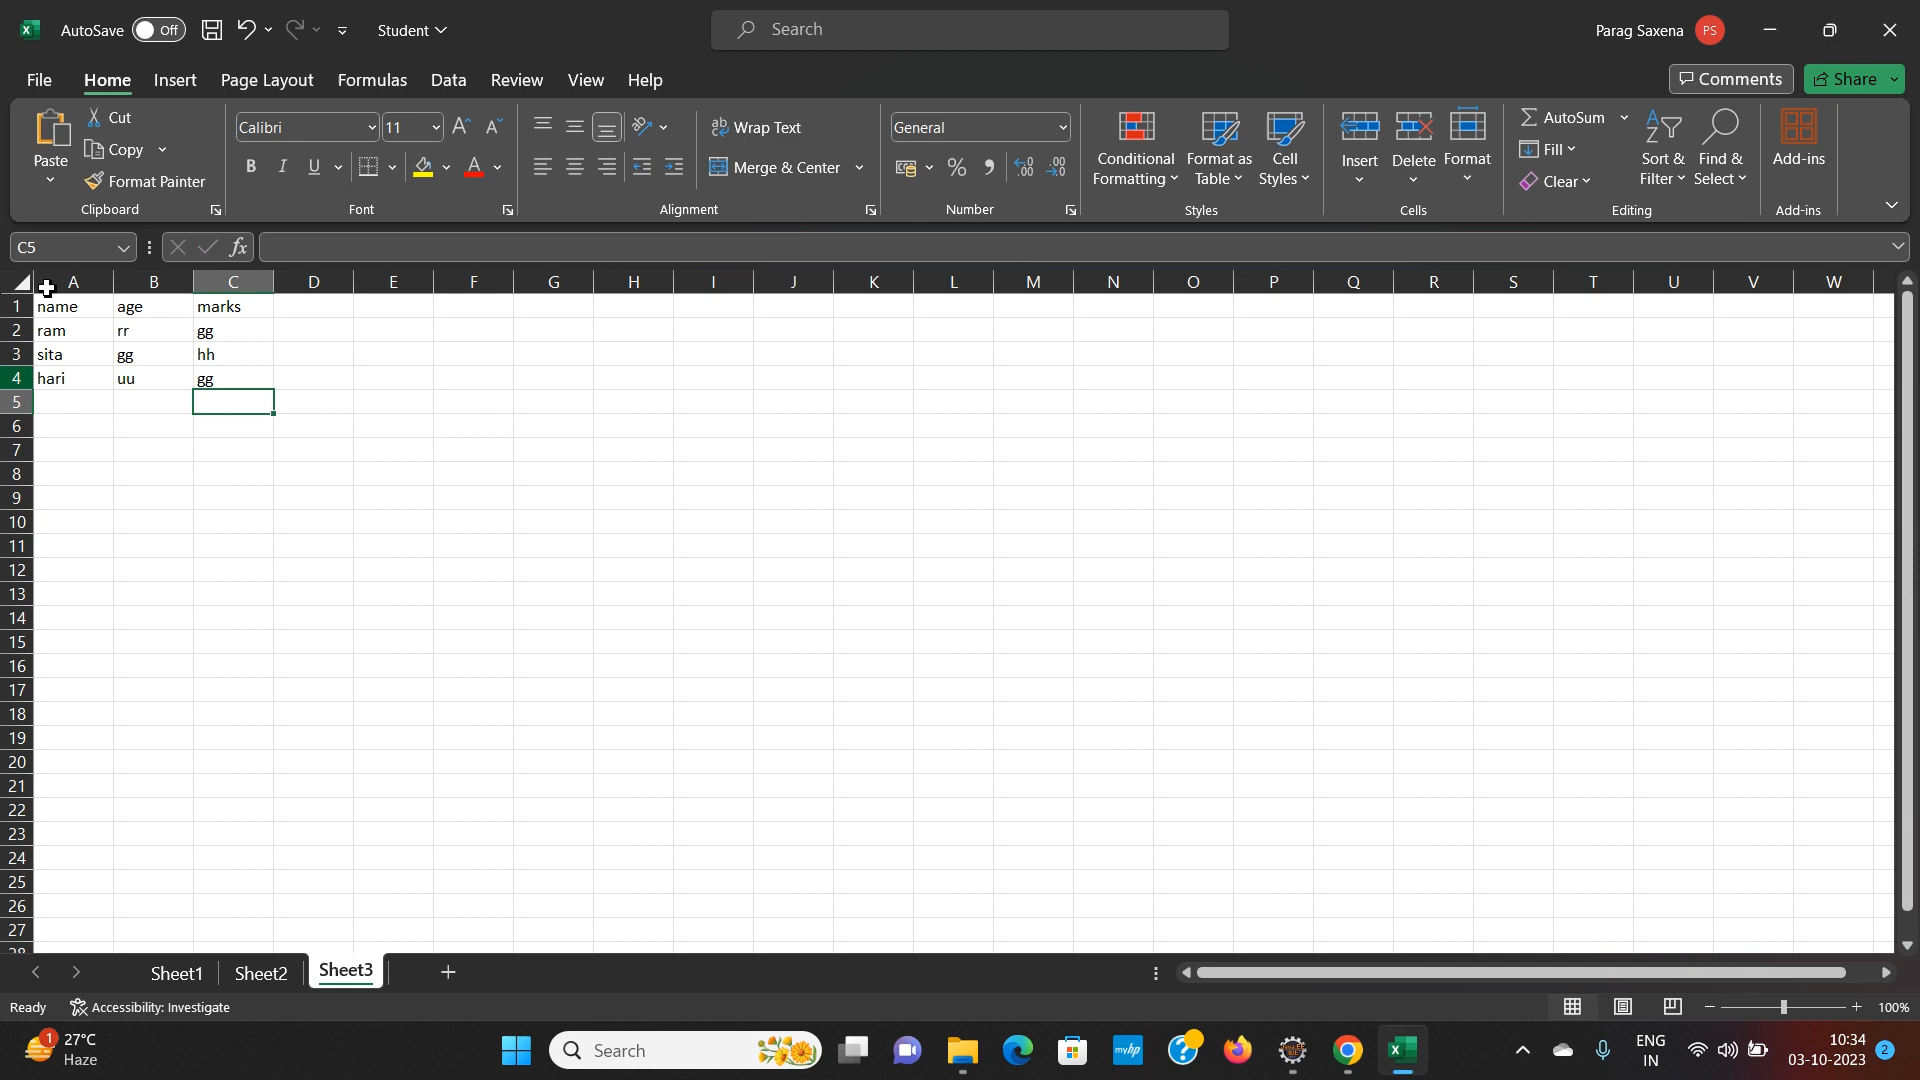 AutoSave Off Student Search Parag Saxena PS
File Home Insert Page Layout Formulas Data Review View Help Comments Share
Paste Cut Copy Format Painter Clipboard
Calibri 11 B I U A Font
ab Wrap Text Merge & Center Alignment
General % Number
Conditional Formatting Format as Table Cell Styles Styles
Insert Delete Format Cells
AutoSum Fill Clear Sort & Filter Find & Select Editing
Add-ins Add-ins
C5 fx
A B C D E F G H I J K L M N O P Q R S T U V W
1 name age marks
2 ram rr gg
3 sita gg hh
4 hari uu gg
5
6
7
8
9
10
11
12
13
14
15
16
17
18
19
20
21
22
23
24
25
26
27
28
Sheet1 Sheet2 Sheet3 +
Ready Accessibility: Investigate 100%
1 27°C Search myhp ENG 10:34
Haze IN 03-10-2023 2